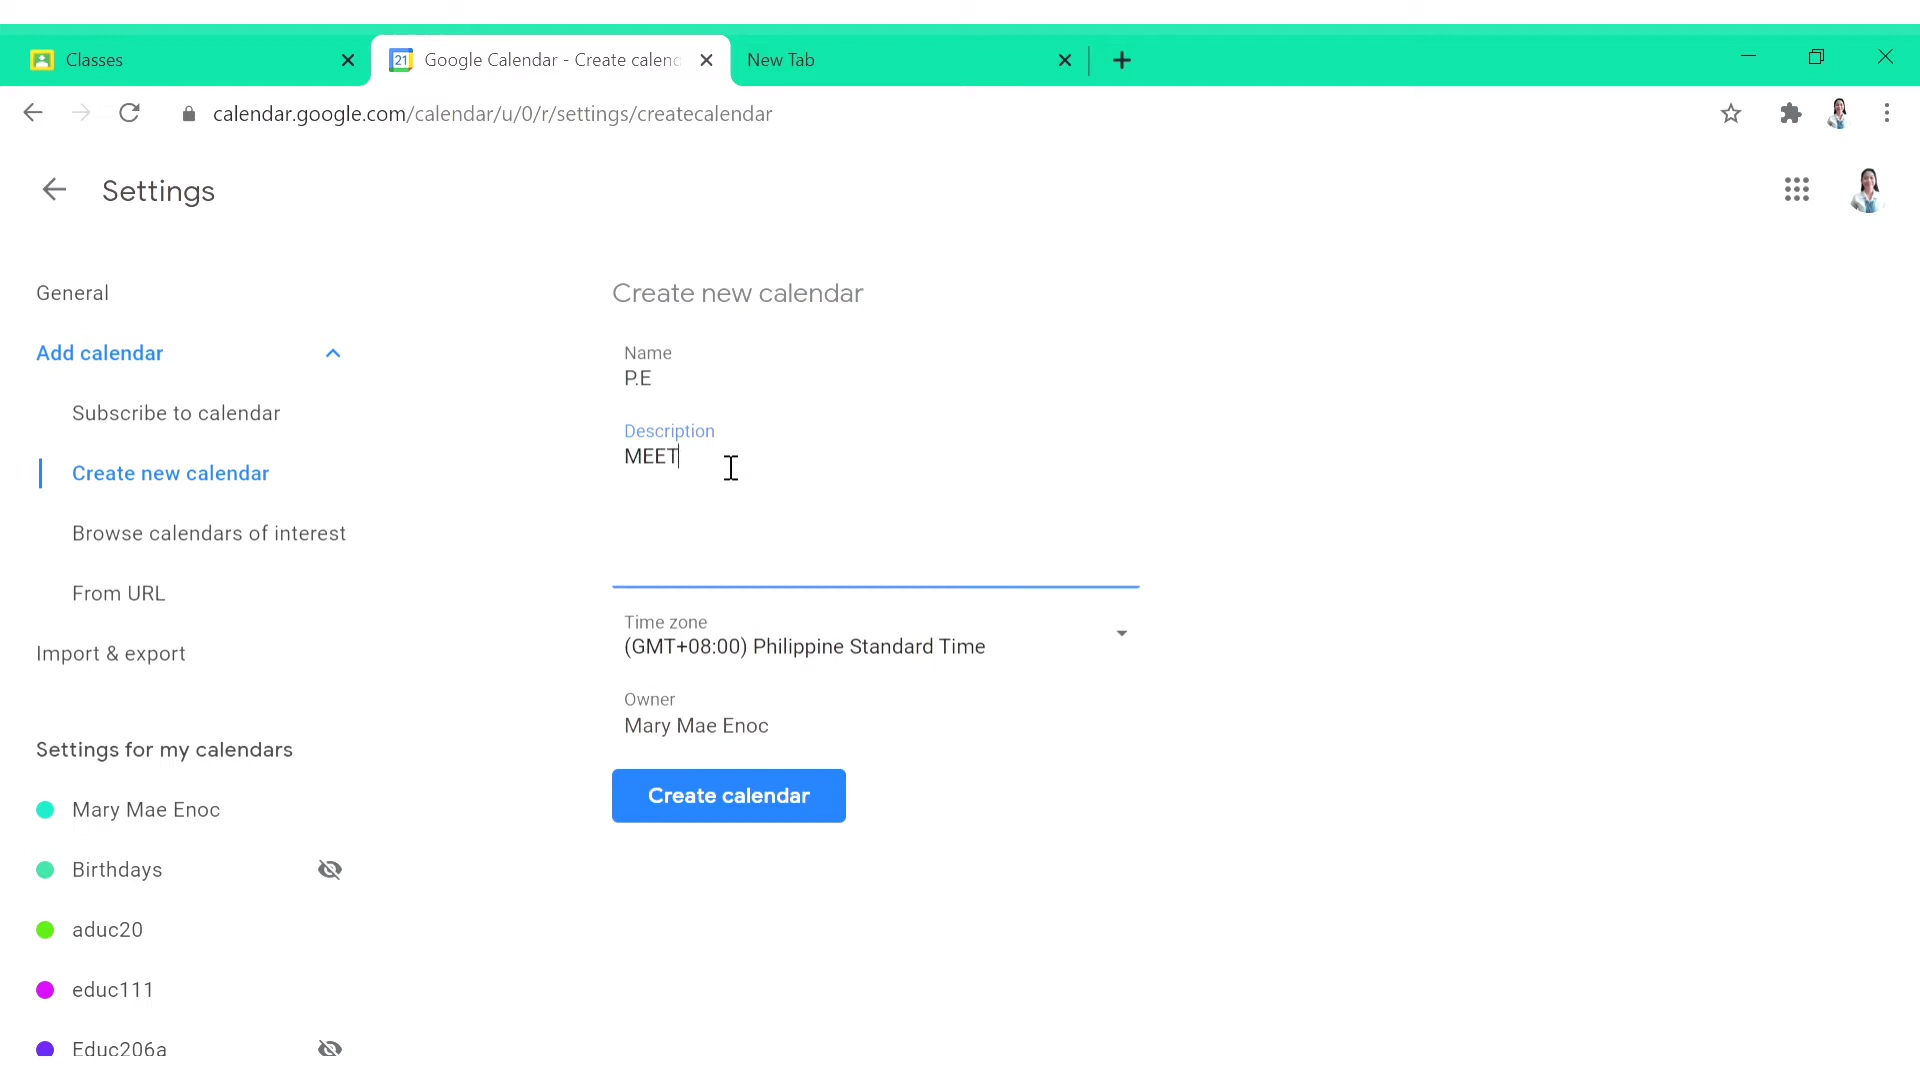 Classes
Google Calendar - Create calend
New Tab
calendar.google.com/calendar/u/0/r/settings/createcalendar
Settings
General
Add calendar
Subscribe to calendar
Create new calendar
Browse calendars of interest
From URL
Import & export
Settings for my calendars
Mary Mae Enoc
Birthdays
aduc20
educ111
Educ206a
Create new calendar
Name
P.E
Description
MEET
Time zone
(GMT+08:00) Philippine Standard Time
Owner
Mary Mae Enoc
Create calendar